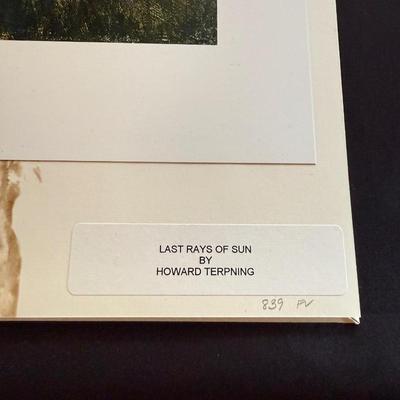 LAST RAYS OF SUN
BY
HOWARD TERPNING
839 PV